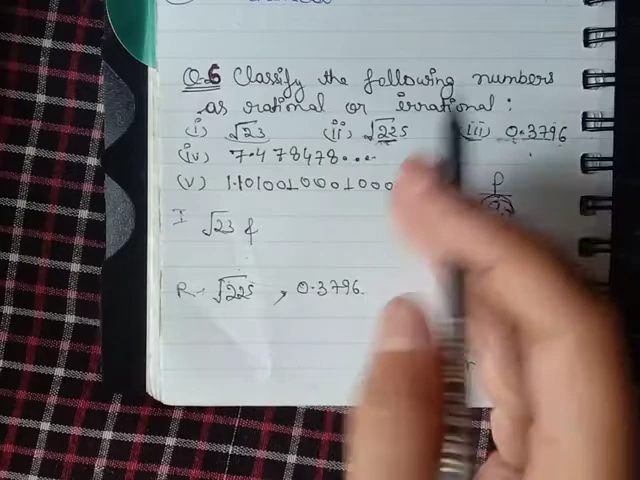 Q.6 Classify the following numbers
as rational or irrational :
(i) √23 (ii) √225 (iii) 0.3796
(iv) 7.478478....
(v) 1.1010010001000
P
I √23 &
R - √225 , 0.3796.